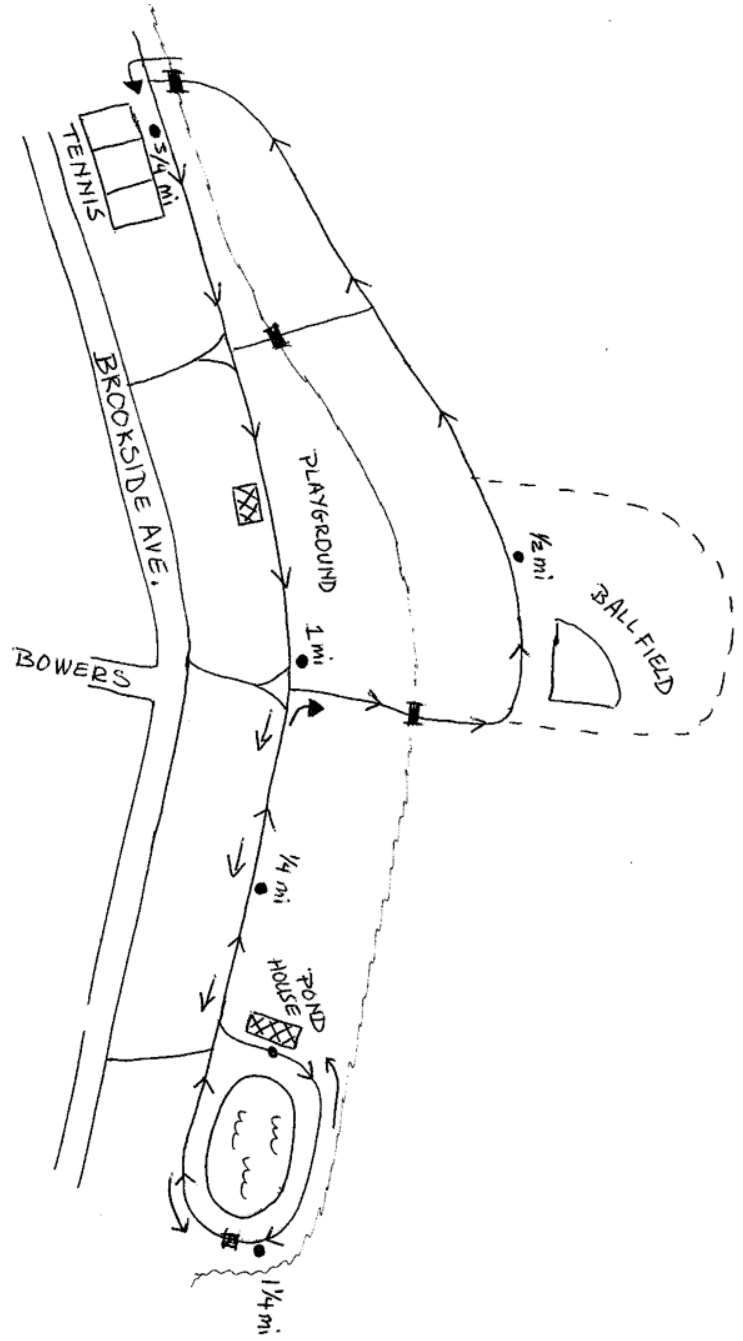 TENNIS
3/4 mi
BROOKSIDE AVE.
PLAYGROUND
1/2 mi
BALLFIELD
1 mi
BOWERS
1/4 mi
POND
HOUSE
1 1/4 mi